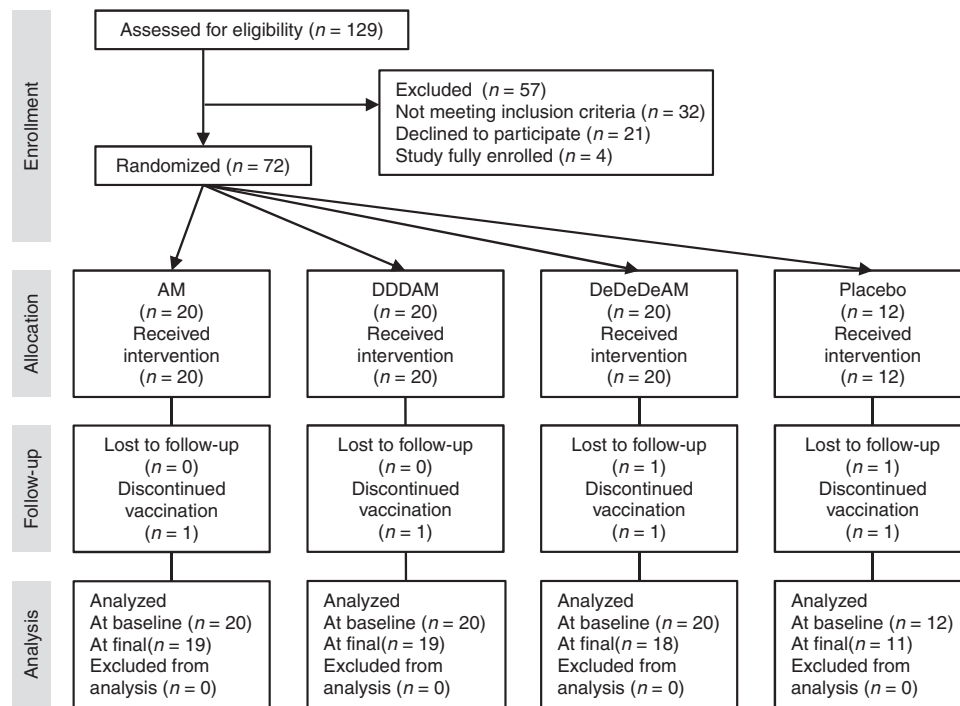 Enrollment
Assessed for eligibility (n = 129)
Excluded (n = 57)
Not meeting inclusion criteria (n = 32)
Declined to participate (n = 21)
Study fully enrolled (n = 4)
Randomized (n = 72)
Allocation
AM
(n = 20)
Received
intervention
(n = 20)
DDDAM
(n = 20)
Received
intervention
(n = 20)
DeDeDeAM
(n = 20)
Received
intervention
(n = 20)
Placebo
(n = 12)
Received
intervention
(n = 12)
Follow-up
Lost to follow-up
(n = 0)
Discontinued
vaccination
(n = 1)
Lost to follow-up
(n = 0)
Discontinued
vaccination
(n = 1)
Lost to follow-up
(n = 1)
Discontinued
vaccination
(n = 1)
Lost to follow-up
(n = 1)
Discontinued
vaccination
(n = 1)
Analysis
Analyzed
At baseline (n = 20)
At final(n = 19)
Excluded from
analysis (n = 0)
Analyzed
At baseline (n = 20)
At final(n = 19)
Excluded from
analysis (n = 0)
Analyzed
At baseline (n = 20)
At final(n = 18)
Excluded from
analysis (n = 0)
Analyzed
At baseline (n = 12)
At final(n = 11)
Excluded from
analysis (n = 0)